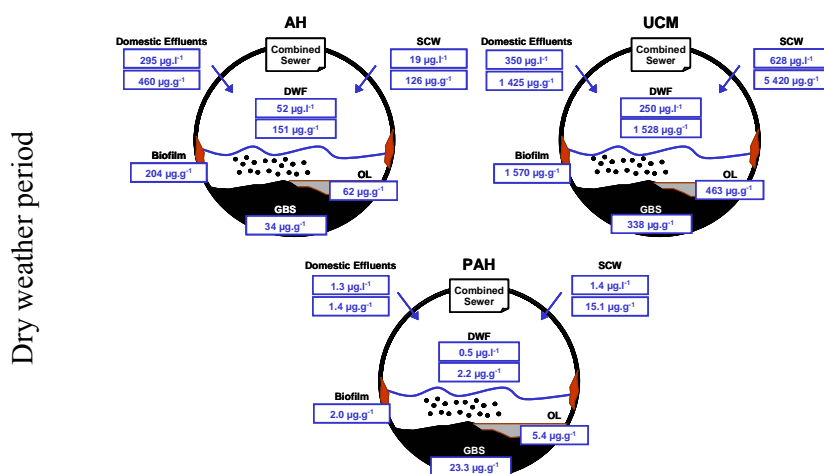 Dry weather period
AH
Domestic Effluents
295 µg.l-1
460 µg.g-1
Combined
Sewer
SCW
19 µg.l-1
126 µg.g-1
DWF
52 µg.l-1
151 µg.g-1
Biofilm
204 µg.g-1
OL
62 µg.g-1
GBS
34 µg.g-1
UCM
Domestic Effluents
350 µg.l-1
1 425 µg.g-1
Combined
Sewer
SCW
628 µg.l-1
5 420 µg.g-1
DWF
250 µg.l-1
1 528 µg.g-1
Biofilm
1 570 µg.g-1
OL
463 µg.g-1
GBS
338 µg.g-1
PAH
Domestic Effluents
1.3 µg.l-1
1.4 µg.g-1
Combined
Sewer
SCW
1.4 µg.l-1
15.1 µg.g-1
DWF
0.5 µg.l-1
2.2 µg.g-1
Biofilm
2.0 µg.g-1
OL
5.4 µg.g-1
GBS
23.3 µg.g-1